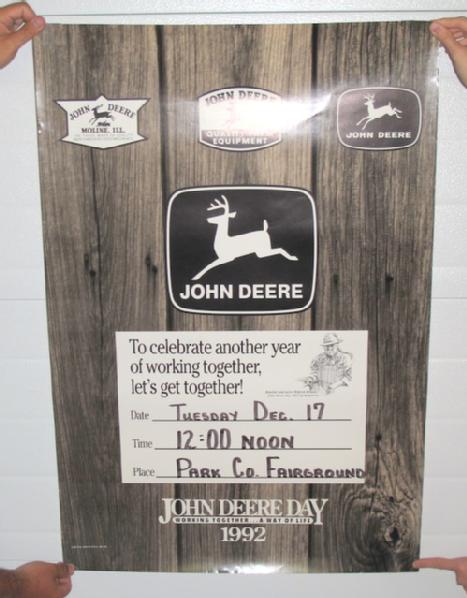 JOHN DEERE
MOLINE, ILL.
JOHN DEERE
QUALITY FARM
EQUIPMENT
JOHN DEERE
JOHN DEERE
To celebrate another year
of working together,
let's get together!
Date TUESDAY DEC. 17
Time 12:00 NOON
Place PARK CO. FAIRGROUND
JOHN DEERE DAY
WORKING TOGETHER... A WAY OF LIFE
1992